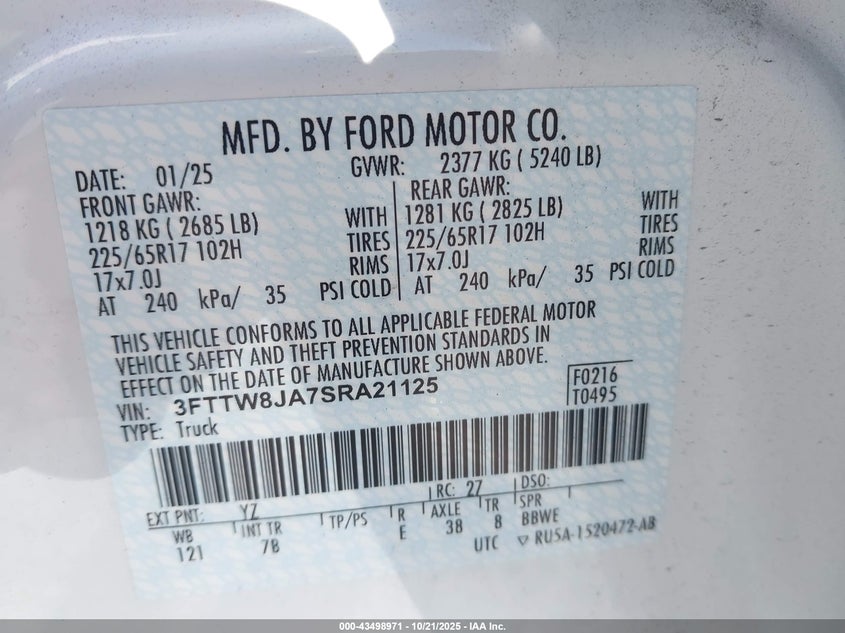 MFD. BY FORD MOTOR CO.
DATE: 01/25 GVWR: 2377 KG ( 5240 LB)
FRONT GAWR: REAR GAWR:
1218 KG ( 2685 LB) WITH 1281 KG ( 2825 LB) WITH
225/65R17 102H TIRES 225/65R17 102H TIRES
17x7.0J RIMS 17x7.0J RIMS
AT 240 kPa/ 35 PSI COLD AT 240 kPa/ 35 PSI COLD
THIS VEHICLE CONFORMS TO ALL APPLICABLE FEDERAL MOTOR
VEHICLE SAFETY AND THEFT PREVENTION STANDARDS IN
EFFECT ON THE DATE OF MANUFACTURE SHOWN ABOVE.
VIN: 3FTTW8JA7SRA21125 F0216
TYPE: Truck T0495
EXT PNT: YZ RC: 27 DSO:
WB INT TR TP/PS R AXLE TR SPR
121 7B E 38 8 BBWE
UTC ▽ RU5A-1520472-AB
000-43498971 - 10/21/2025 - IAA Inc.